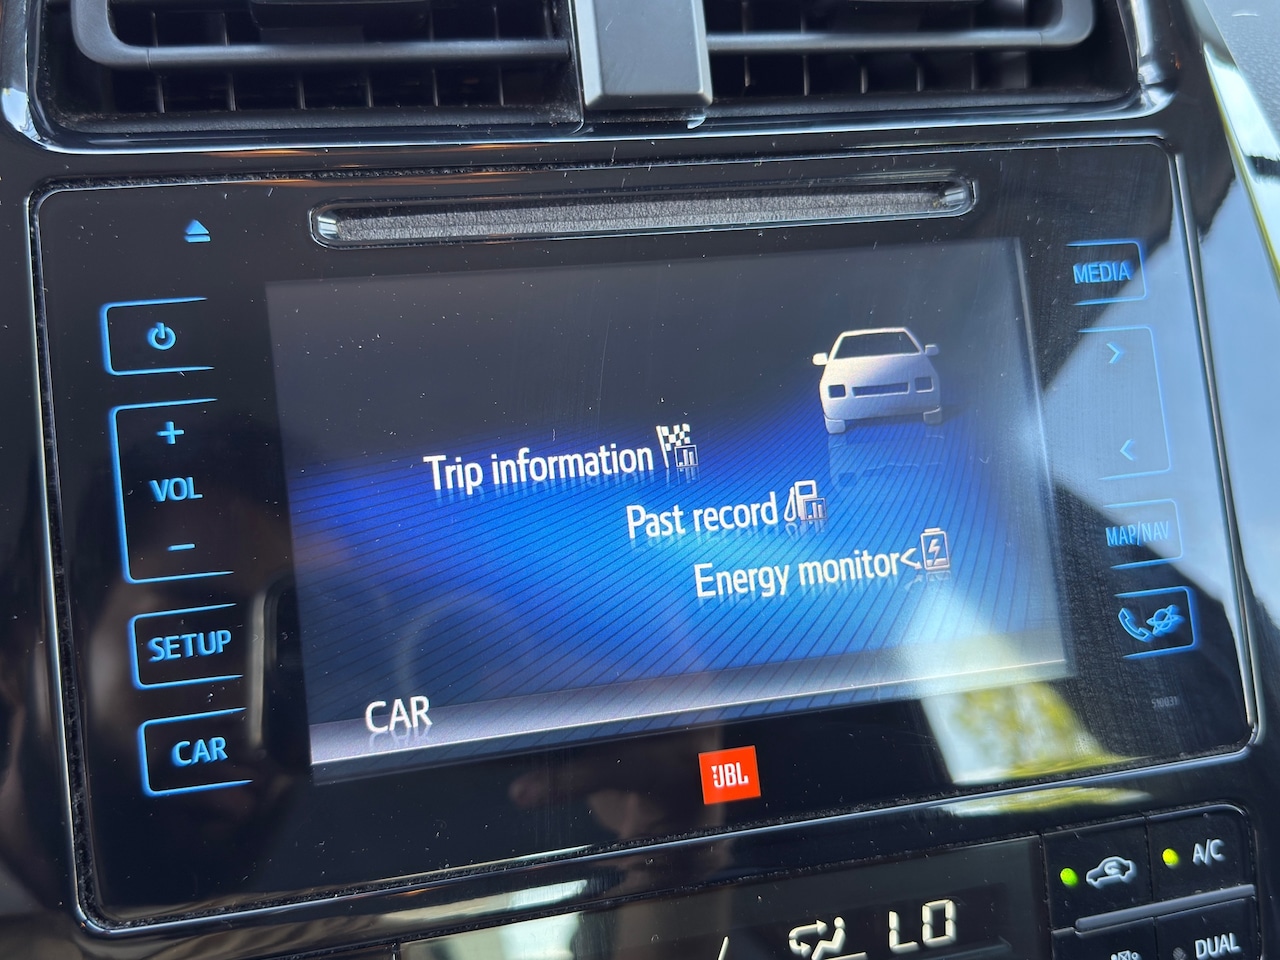 MEDIA
VOL
Trip information
Past record
MAP/NAV
Energy monitor
SETUP
CAR
CAR
JBL
A/C
LO
DUAL